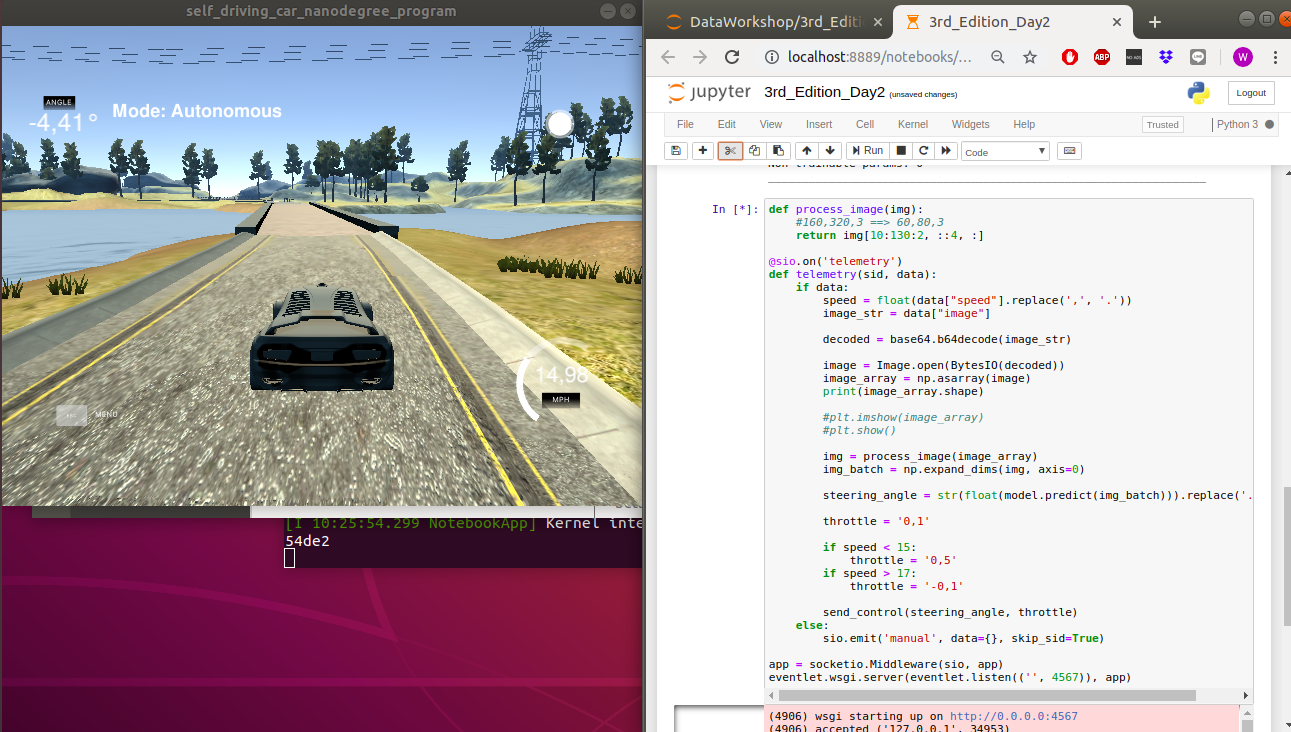 self_driving_car_nanodegree_program
ANGLE
-4,41°
Mode: Autonomous
14,98
MPH
MENU
[I 10:25:54.299 NotebookApp] Kernel inte
54de2
DataWorkshop/3rd_Editi
3rd_Edition_Day2
localhost:8889/notebooks/...
ABP
W
jupyter 3rd_Edition_Day2 (unsaved changes)
Logout
File Edit View Insert Cell Kernel Widgets Help
Trusted
Python 3
Run
Code
Non-trainable params: 0
In [*]:
def process_image(img):
#160,320,3 ==> 60,80,3
return img[10:130:2, ::4, :]
@sio.on('telemetry')
def telemetry(sid, data):
if data:
speed = float(data["speed"].replace(',', '.'))
image_str = data["image"]
decoded = base64.b64decode(image_str)
image = Image.open(BytesIO(decoded))
image_array = np.asarray(image)
print(image_array.shape)
#plt.imshow(image_array)
#plt.show()
img = process_image(image_array)
img_batch = np.expand_dims(img, axis=0)
steering_angle = str(float(model.predict(img_batch))).replace('.
throttle = '0,1'
if speed < 15:
throttle = '0,5'
if speed > 17:
throttle = '-0,1'
send_control(steering_angle, throttle)
else:
sio.emit('manual', data={}, skip_sid=True)
app = socketio.Middleware(sio, app)
eventlet.wsgi.server(eventlet.listen(('', 4567)), app)
(4906) wsgi starting up on http://0.0.0.0:4567
(4906) accepted ('127.0.0.1', 34953)